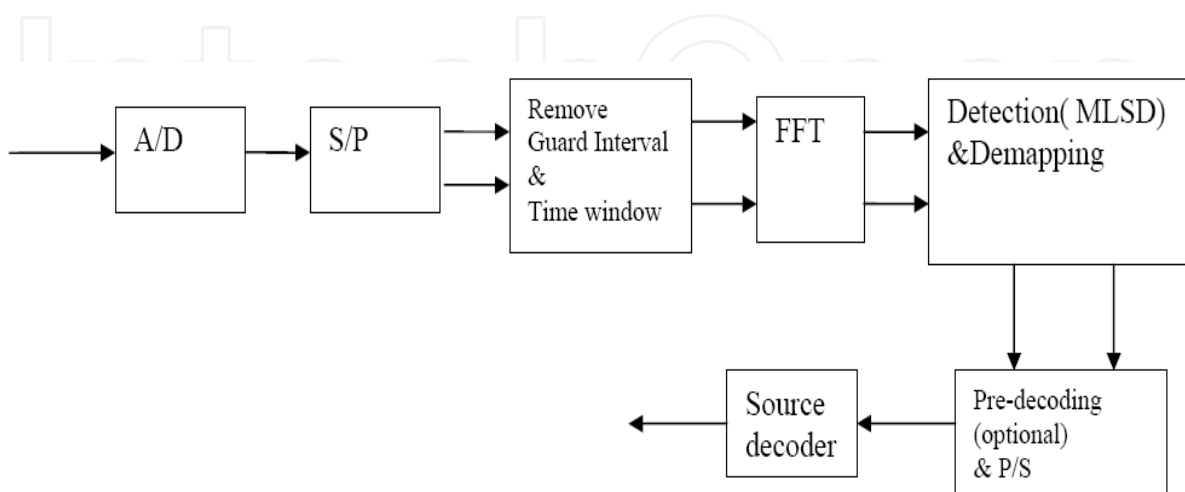 A/D
S/P
Remove
Guard Interval
&
Time window
FFT
Detection( MLSD)
&Demapping
Pre-decoding
(optional)
& P/S
Source
decoder